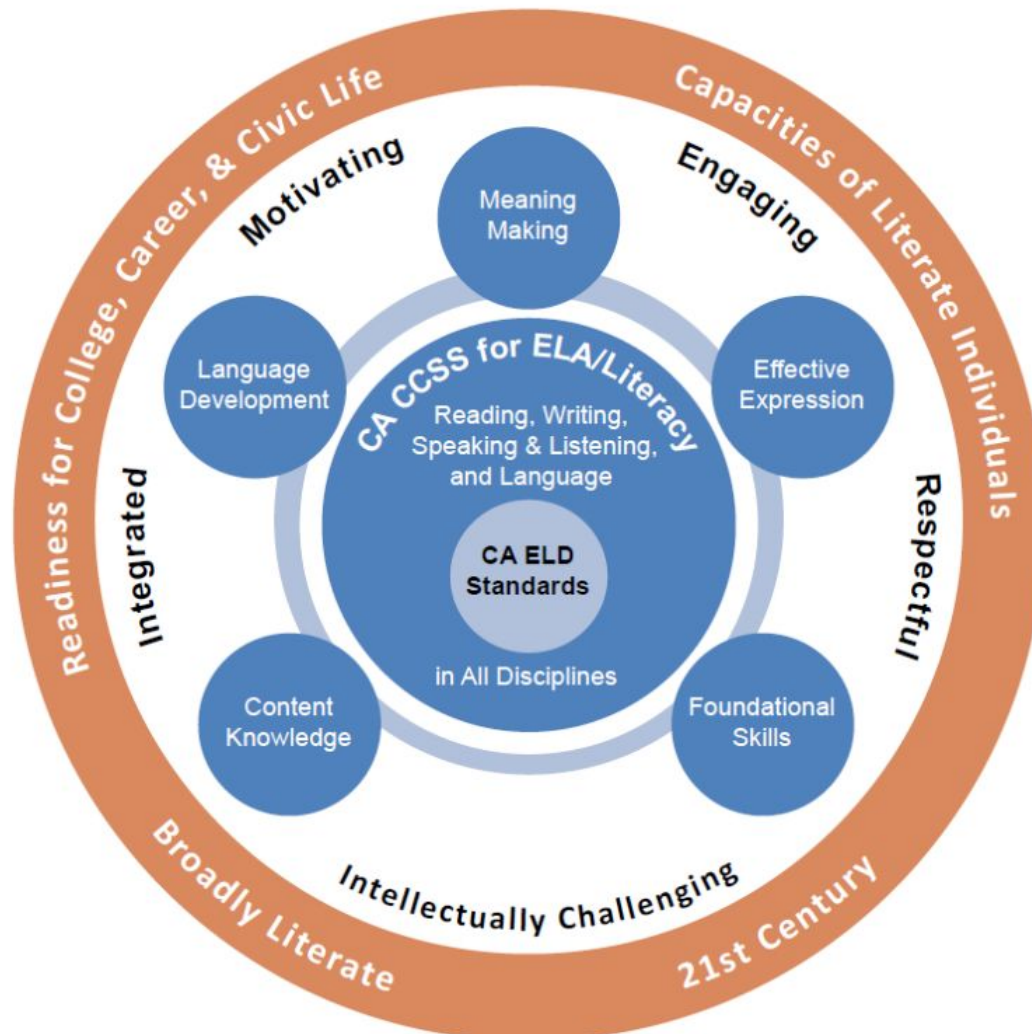 Readiness for College, Career, & Civic Life
Capacities of Literate Individuals
21st Century
Broadly Literate
Motivating
Engaging
Respectful
Intellectually Challenging
Integrated
Meaning
Making
Effective
Expression
Foundational
Skills
Content
Knowledge
Language
Development
CA CCSS for ELA/Literacy
Reading, Writing,
Speaking & Listening,
and Language
CA ELD
Standards
in All Disciplines